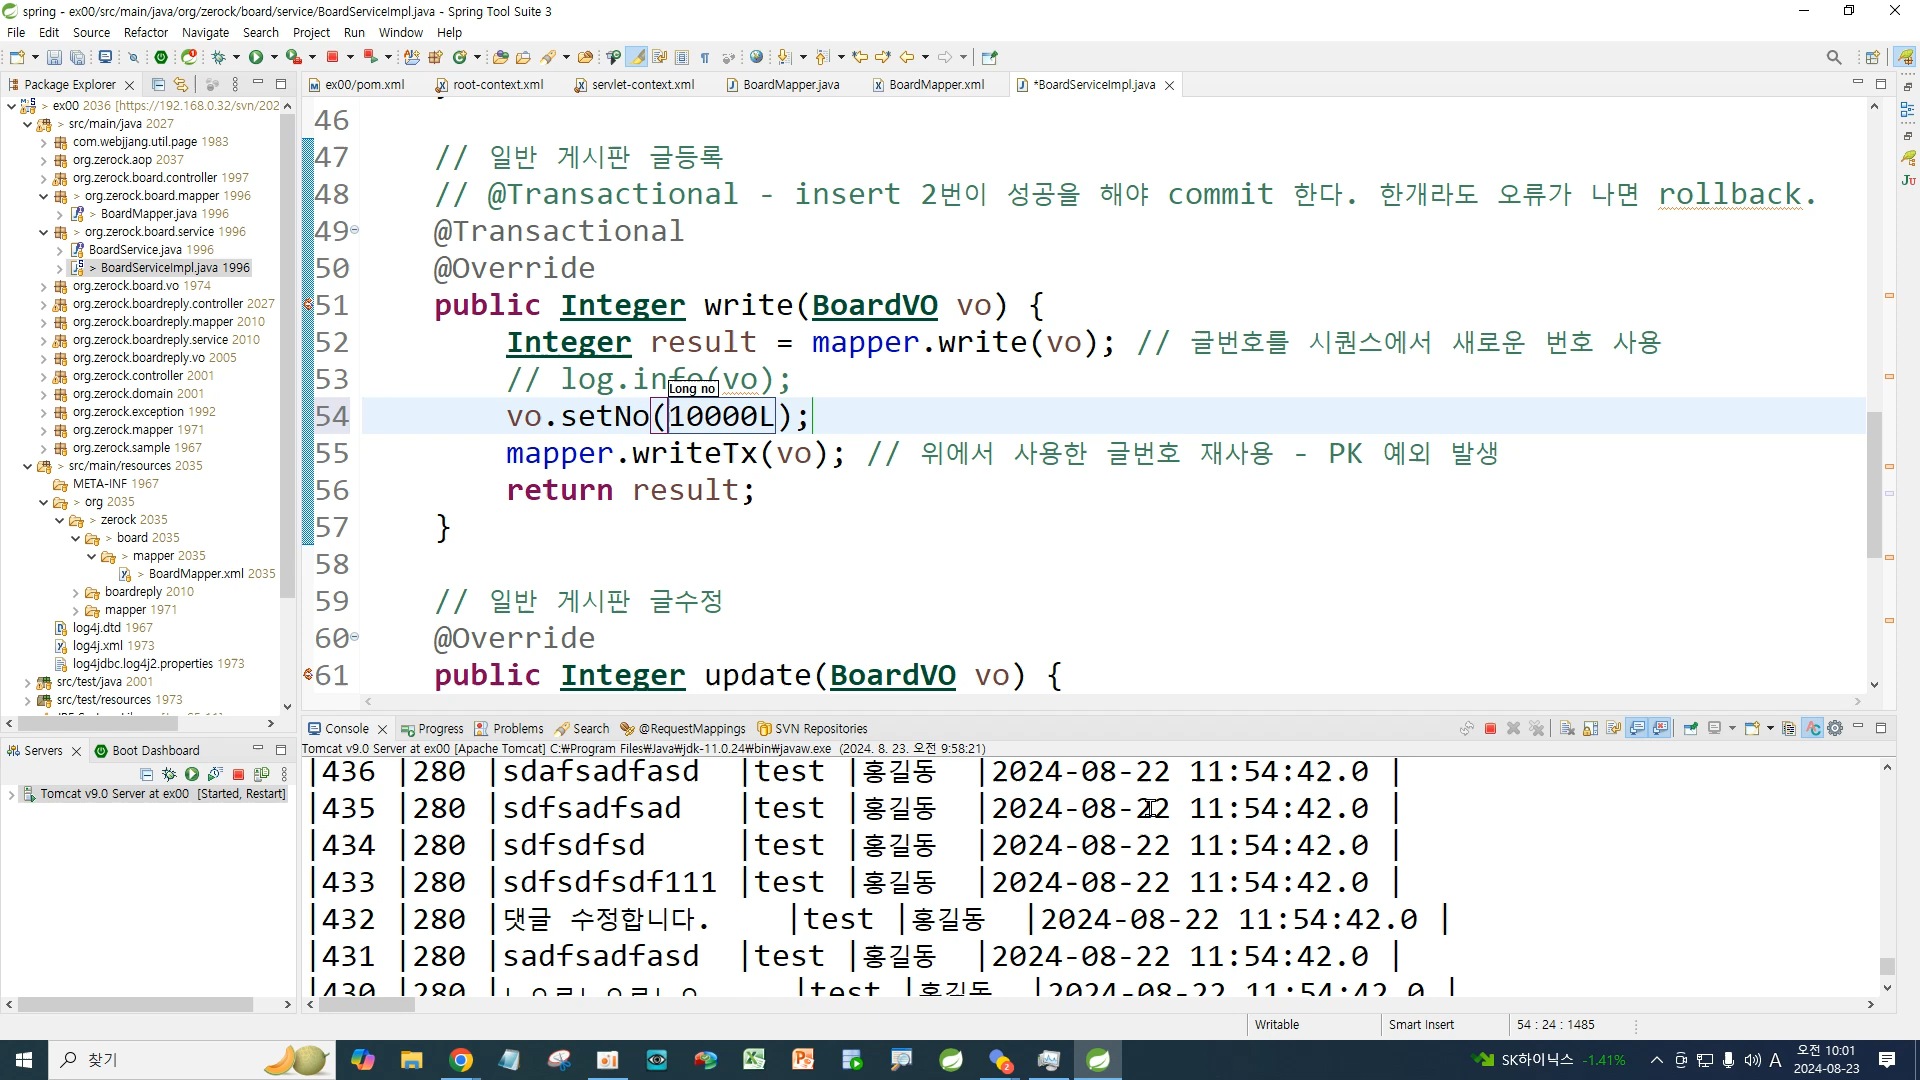 spring - ex00/src/main/java/org/zerock/board/service/BoardServiceImpl.java - Spring Tool Suite 3
File Edit Source Refactor Navigate Search Project Run Window Help
Package Explorer
ex00/pom.xml root-context.xml servlet-context.xml BoardMapper.java BoardMapper.xml *BoardServiceImpl.java
> ex00 2036 [https://192.168.0.32/svn/202
> src/main/java 2027
com.webjjang.util.page 1983
org.zerock.aop 2037
org.zerock.board.controller 1997
> org.zerock.board.mapper 1996
> BoardMapper.java 1996
> org.zerock.board.service 1996
BoardService.java 1996
> BoardServiceImpl.java 1996
org.zerock.board.vo 1974
org.zerock.boardreply.controller 2027
org.zerock.boardreply.mapper 2010
org.zerock.boardreply.service 2010
org.zerock.boardreply.vo 2005
org.zerock.controller 2001
org.zerock.domain 2001
org.zerock.exception 1992
org.zerock.mapper 1971
org.zerock.sample 1967
> src/main/resources 2035
META-INF 1967
> org 2035
> zerock 2035
> board 2035
> mapper 2035
> BoardMapper.xml 2035
boardreply 2010
mapper 1971
log4j.dtd 1967
log4j.xml 1973
log4jdbc.log4j2.properties 1973
src/test/java 2001
src/test/resources 1973
46
47 // 일반 게시판 글등록
48 // @Transactional - insert 2번이 성공을 해야 commit 한다. 한개라도 오류가 나면 rollback.
49 @Transactional
50 @Override
51 public Integer write(BoardVO vo) {
52 Integer result = mapper.write(vo); // 글번호를 시퀀스에서 새로운 번호 사용
53 // log.info(vo);
Long no
54 vo.setNo(10000L);
55 mapper.writeTx(vo); // 위에서 사용한 글번호 재사용 - PK 예외 발생
56 return result;
57 }
58
59 // 일반 게시판 글수정
60 @Override
61 public Integer update(BoardVO vo) {
Servers Boot Dashboard
Tomcat v9.0 Server at ex00 [Started, Restart]
Console Progress Problems Search @RequestMappings SVN Repositories
Tomcat v9.0 Server at ex00 [Apache Tomcat] C:₩Program Files₩Java₩jdk-11.0.24₩bin₩javaw.exe (2024. 8. 23. 오전 9:58:21)
|436 |280 |sdafsadfasd |test |홍길동 |2024-08-22 11:54:42.0 |
|435 |280 |sdfsadfsad |test |홍길동 |2024-08-22 11:54:42.0 |
|434 |280 |sdfsdfsd |test |홍길동 |2024-08-22 11:54:42.0 |
|433 |280 |sdfsdfsdf111 |test |홍길동 |2024-08-22 11:54:42.0 |
|432 |280 |댓글 수정합니다. |test |홍길동 |2024-08-22 11:54:42.0 |
|431 |280 |sadfsadfasd |test |홍길동 |2024-08-22 11:54:42.0 |
|430 |280 |test |홍길동 |2024-08-22 11:54:42.0 |
Writable Smart Insert 54 : 24 : 1485
찾기
SK하이닉스 -1.41%
A
오전 10:01
2024-08-23